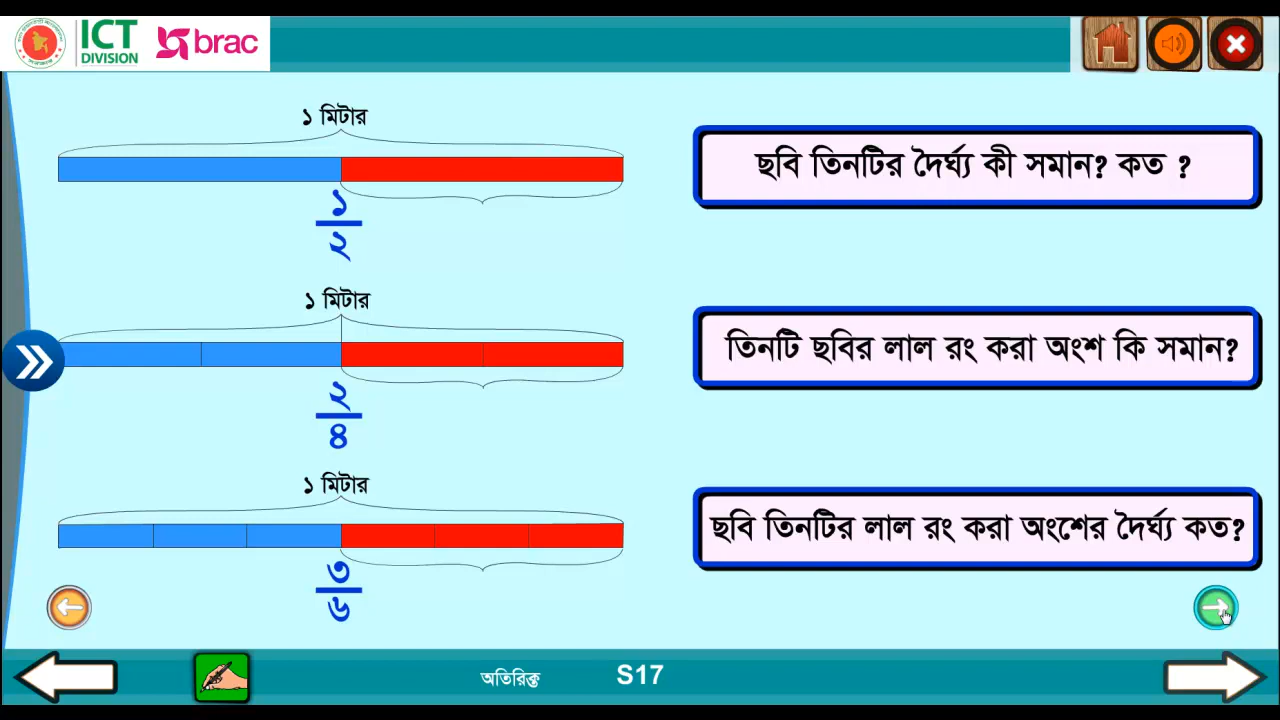 ICT
DIVISION
brac
১ মিটার
ছবি তিনটির দৈর্ঘ্য কী সমান? কত ?
১
২
১ মিটার
তিনটি ছবির লাল রং করা অংশ কি সমান?
২
৪
১ মিটার
ছবি তিনটির লাল রং করা অংশের দৈর্ঘ্য কত?
৩
৬
অতিরিক্ত
S17